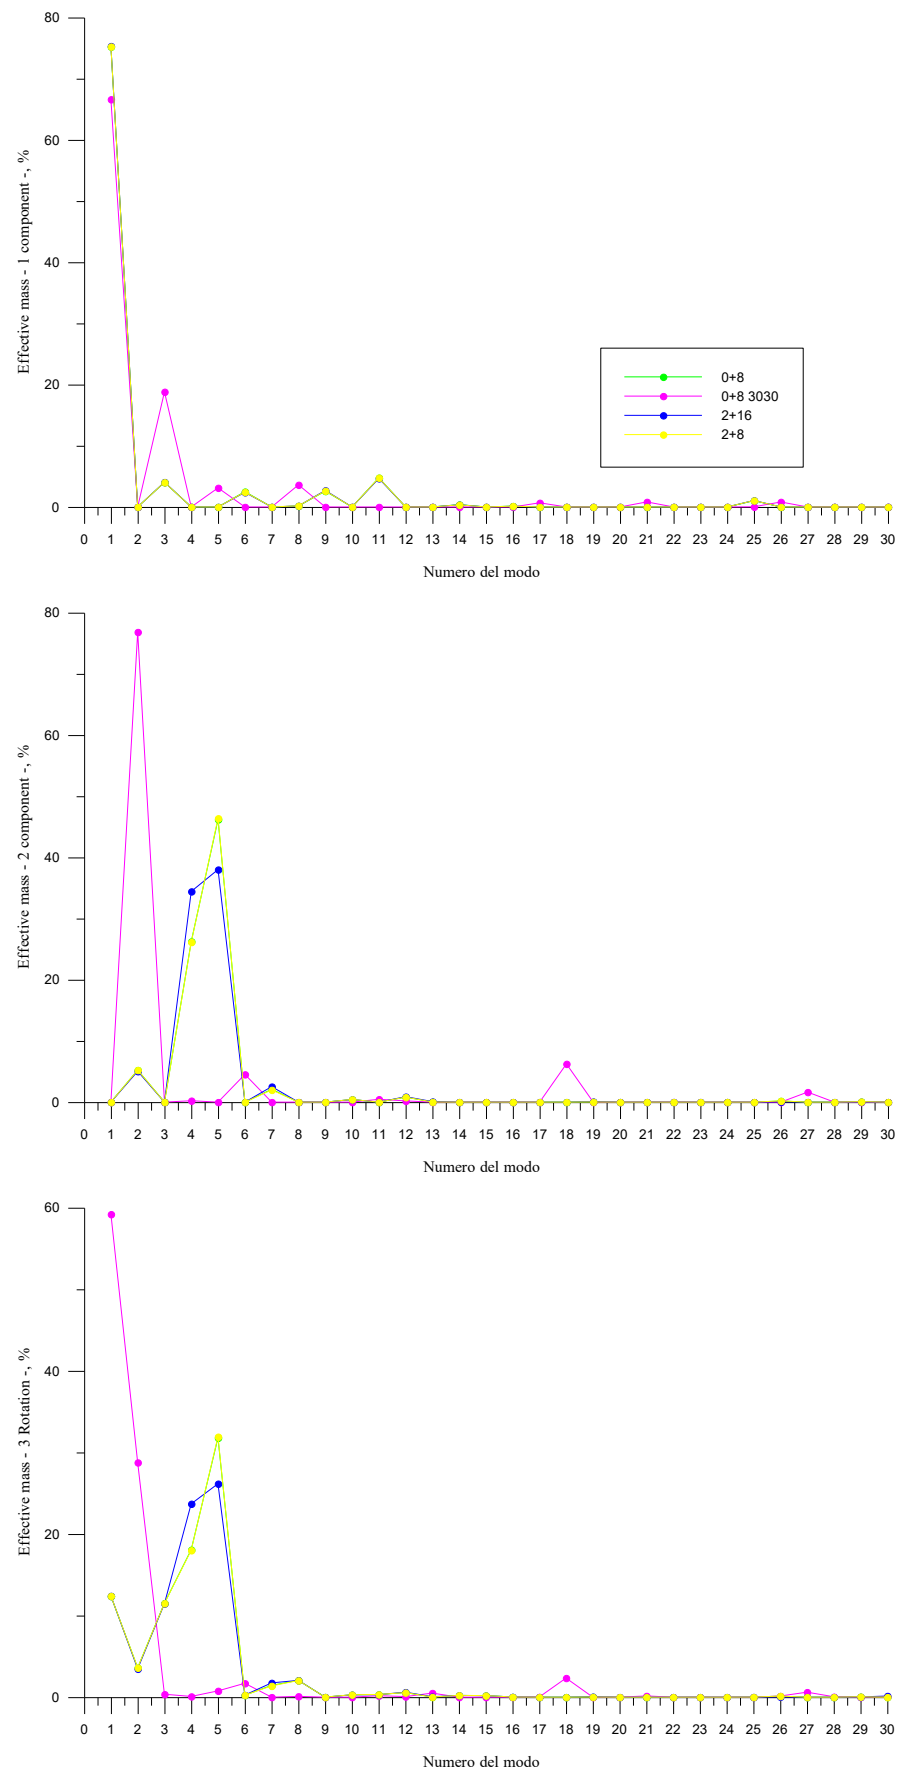 80
60
40
20
0
Effective mass - 1 component -, %
0+8
0+8 3030
2+16
2+8
0 1 2 3 4 5 6 7 8 9 10 11 12 13 14 15 16 17 18 19 20 21 22 23 24 25 26 27 28 29 30
Numero del modo
80
60
40
20
0
Effective mass - 2 component -, %
0 1 2 3 4 5 6 7 8 9 10 11 12 13 14 15 16 17 18 19 20 21 22 23 24 25 26 27 28 29 30
Numero del modo
60
40
20
0
Effective mass - 3 Rotation -, %
0 1 2 3 4 5 6 7 8 9 10 11 12 13 14 15 16 17 18 19 20 21 22 23 24 25 26 27 28 29 30
Numero del modo